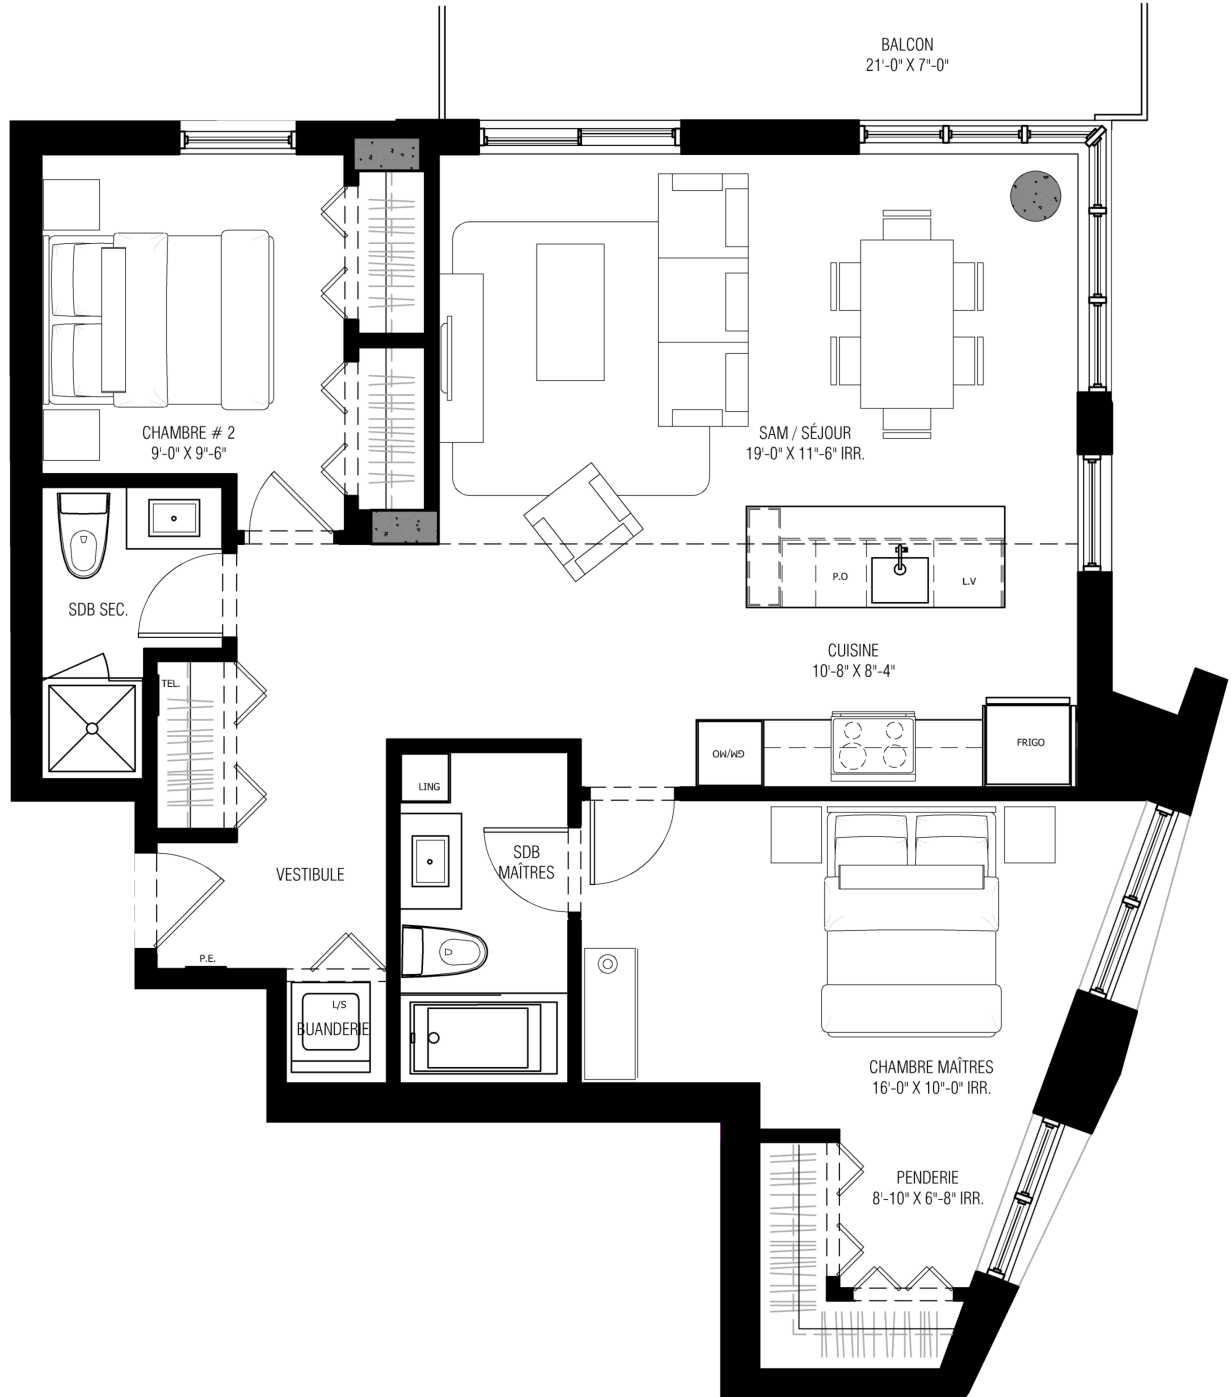 BALCON
21'-0" X 7"-0"
CHAMBRE # 2
9'-0" X 9"-6"
SAM / SÉJOUR
19'-0" X 11"-6" IRR.
P.O
L.V
SDB SEC.
CUISINE
10'-8" X 8"-4"
TEL.
GM/MO
FRIGO
LING
SDB
MAÎTRES
VESTIBULE
P.E.
L/S
BUANDERIE
CHAMBRE MAÎTRES
16'-0" X 10"-0" IRR.
PENDERIE
8'-10" X 6"-8" IRR.